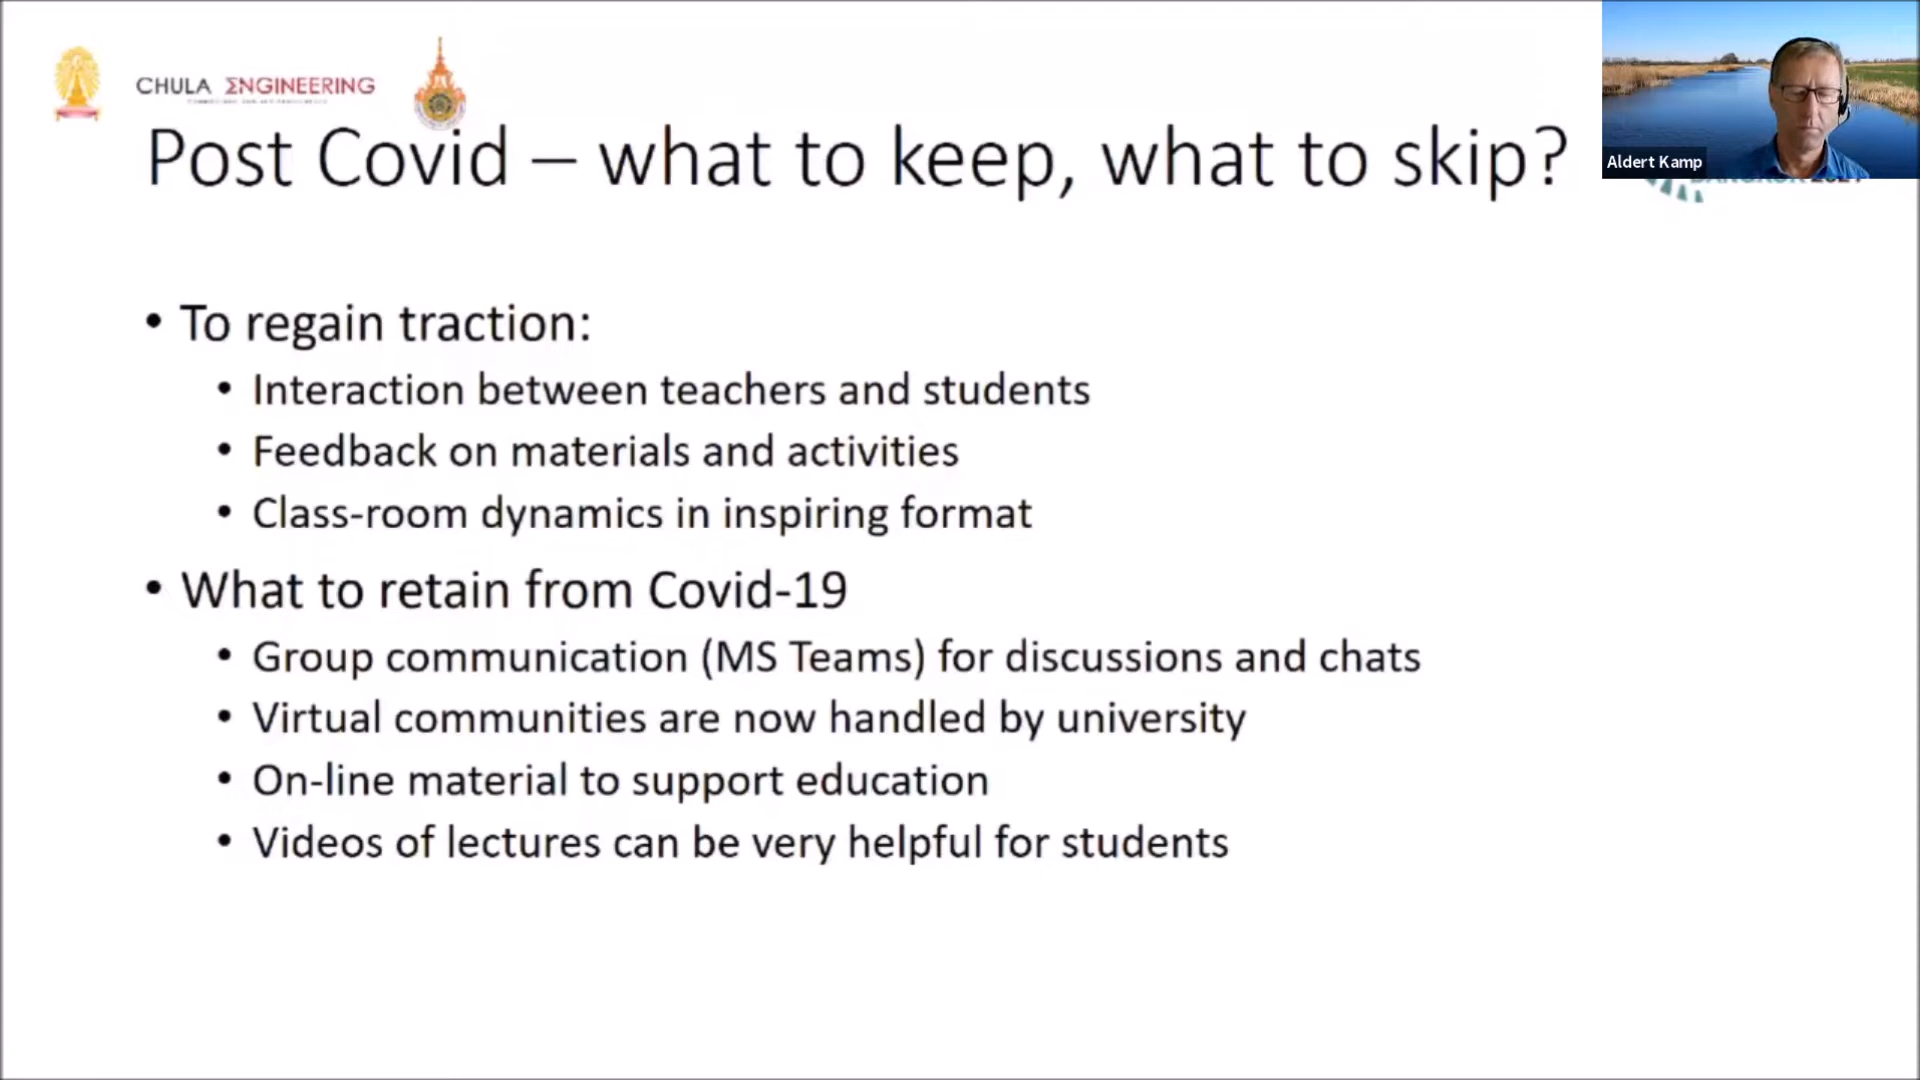 CHULA ΣNGINEERING
Aldert Kamp
Post Covid – what to keep, what to skip?
• To regain traction:
• Interaction between teachers and students
• Feedback on materials and activities
• Class-room dynamics in inspiring format
• What to retain from Covid-19
• Group communication (MS Teams) for discussions and chats
• Virtual communities are now handled by university
• On-line material to support education
• Videos of lectures can be very helpful for students